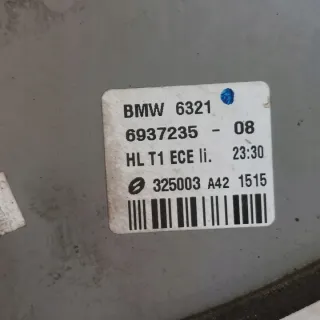 BMW 6321
6937235 - 08
HL T1 ECE li. 23:30
325003 A42 1515